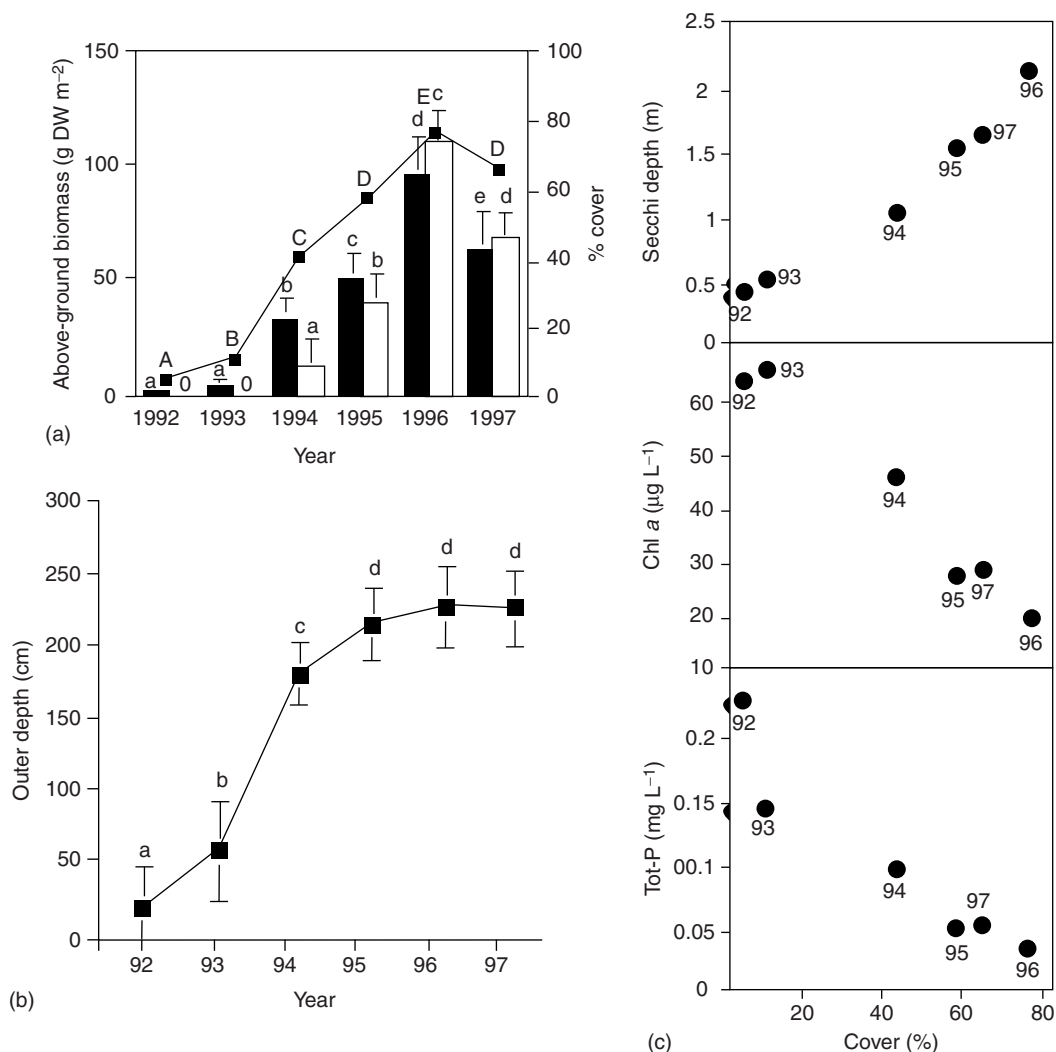 150
100
50
0
Above-ground biomass (g DW m⁻²)
100
80
60
40
20
0
% cover
A
B
C
D
E
D
a
0
a
0
b
a
c
b
d
c
e
d
1992 1993 1994 1995 1996 1997
Year
(a)
300
250
200
150
100
50
0
Outer depth (cm)
a
b
c
d
d
d
92 93 94 95 96 97
Year
(b)
2.5
2
1.5
1
0.5
0
Secchi depth (m)
92
93
94
95
97
96
60
50
40
30
20
10
Chl a (μg L⁻¹)
92
93
94
95
97
96
0.2
0.15
00.1
0.05
0
Tot-P (mg L⁻¹)
92
93
94
95
97
96
20 40 60 80
Cover (%)
(c)